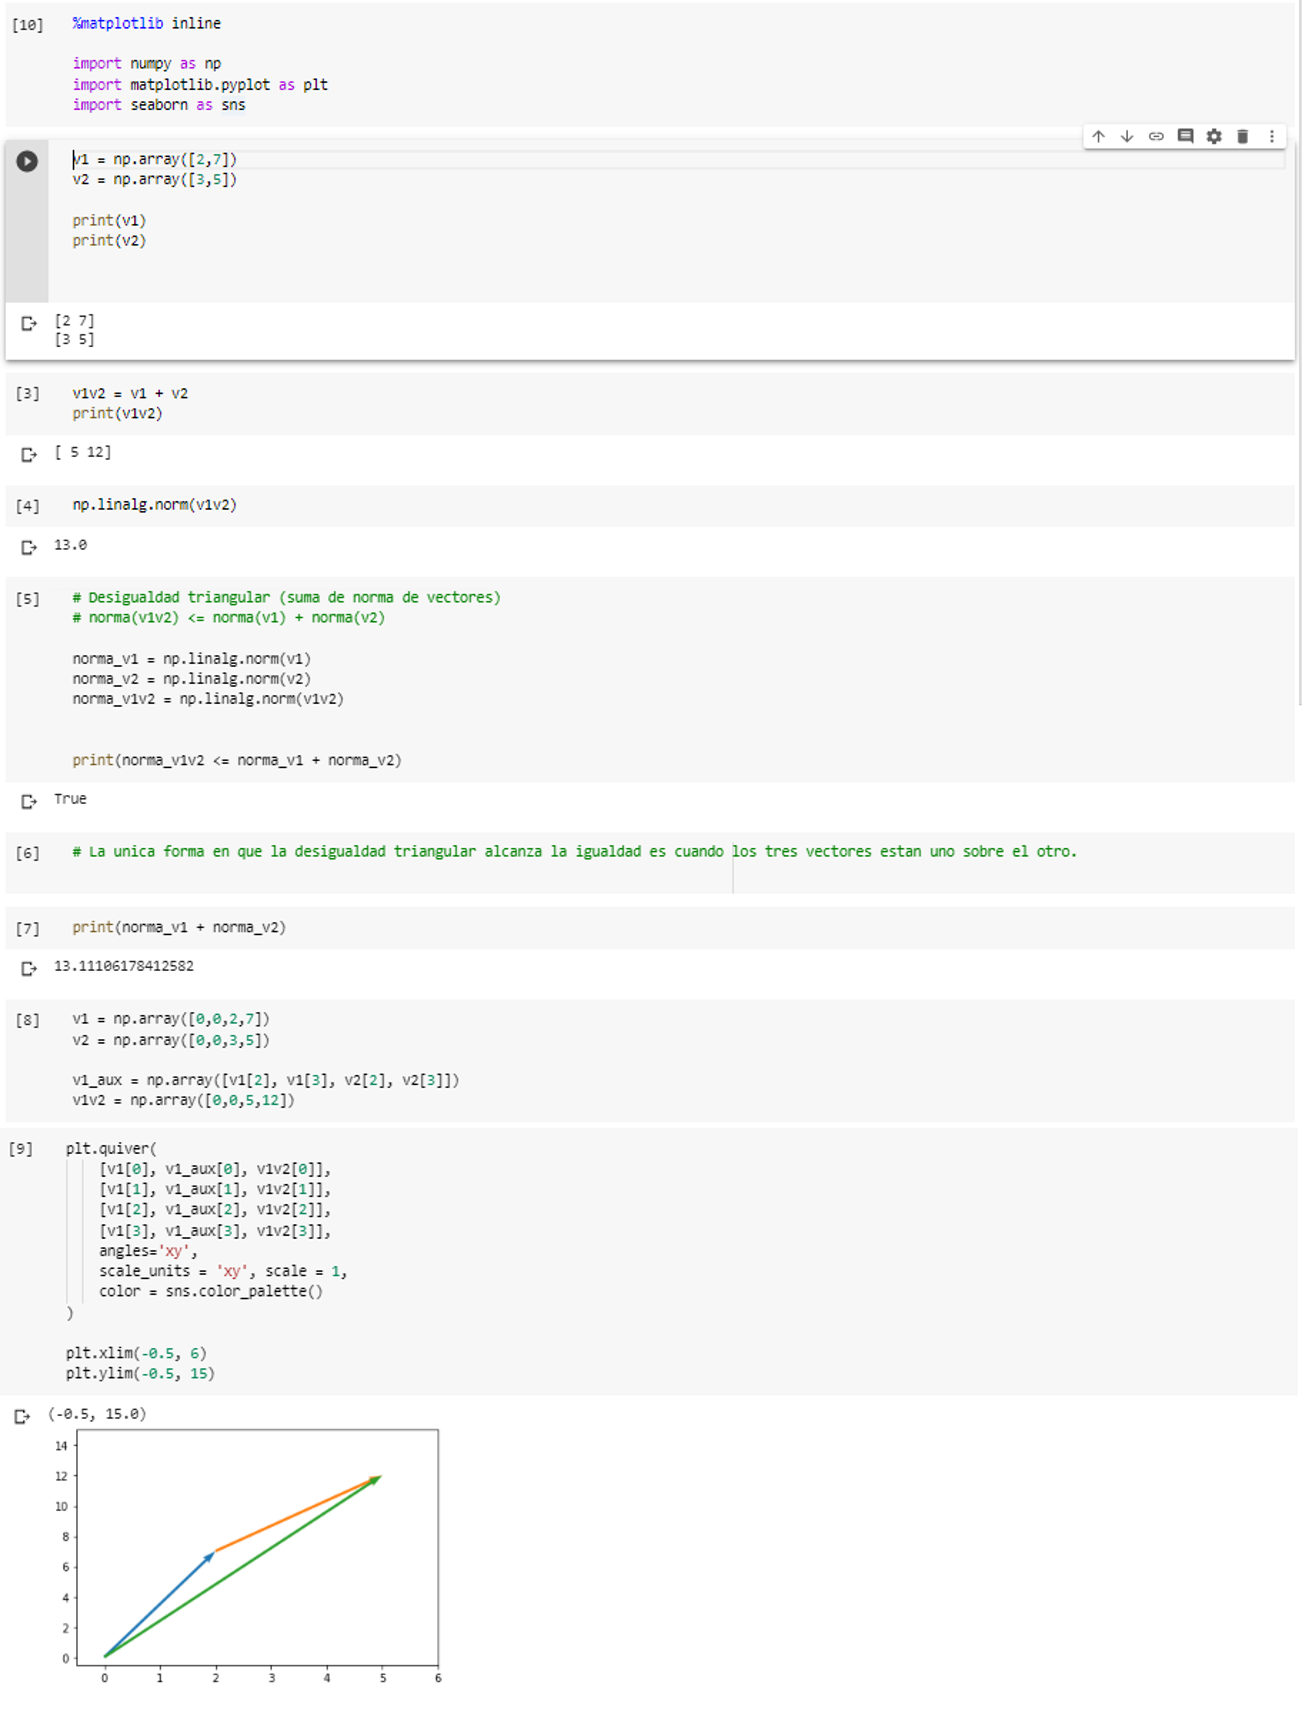 [10] %matplotlib inline
import numpy as np
import matplotlib.pyplot as plt
import seaborn as sns
v1 = np.array([2,7])
v2 = np.array([3,5])
print(v1)
print(v2)
[2 7]
[3 5]
[3] v1v2 = v1 + v2
print(v1v2)
[ 5 12]
[4] np.linalg.norm(v1v2)
13.0
[5] # Desigualdad triangular (suma de norma de vectores)
# norma(v1v2) <= norma(v1) + norma(v2)
norma_v1 = np.linalg.norm(v1)
norma_v2 = np.linalg.norm(v2)
norma_v1v2 = np.linalg.norm(v1v2)
print(norma_v1v2 <= norma_v1 + norma_v2)
True
[6] # La unica forma en que la desigualdad triangular alcanza la igualdad es cuando los tres vectores estan uno sobre el otro.
[7] print(norma_v1 + norma_v2)
13.11106178412582
[8] v1 = np.array([0,0,2,7])
v2 = np.array([0,0,3,5])
v1_aux = np.array([v1[2], v1[3], v2[2], v2[3]])
v1v2 = np.array([0,0,5,12])
[9] plt.quiver(
[v1[0], v1_aux[0], v1v2[0]],
[v1[1], v1_aux[1], v1v2[1]],
[v1[2], v1_aux[2], v1v2[2]],
[v1[3], v1_aux[3], v1v2[3]],
angles='xy',
scale_units = 'xy', scale = 1,
color = sns.color_palette()
)
plt.xlim(-0.5, 6)
plt.ylim(-0.5, 15)
(-0.5, 15.0)
14
12
10
8
6
4
2
0
0 1 2 3 4 5 6